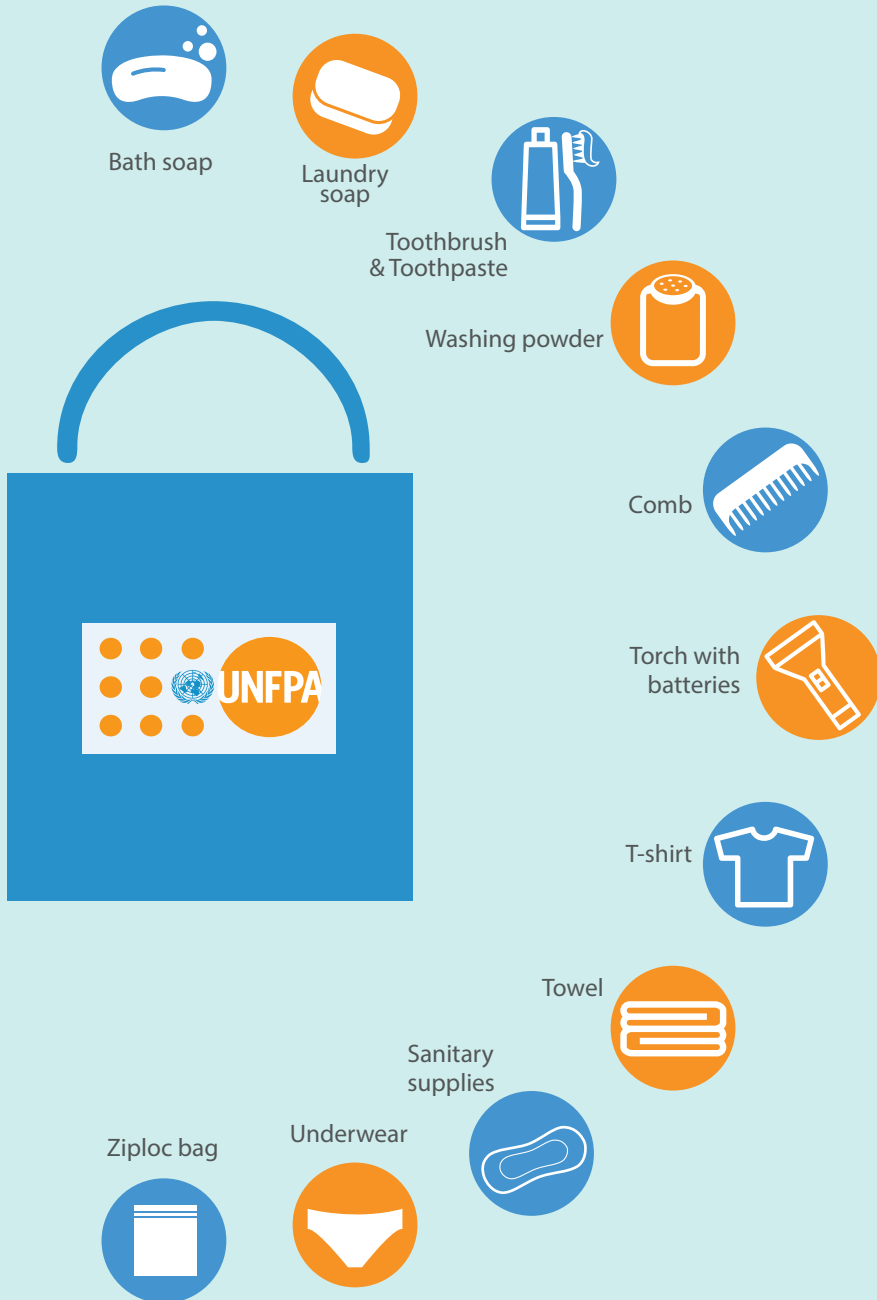 Bath soap
Laundry
soap
Toothbrush
& Toothpaste
Washing powder
Comb
UNFPA
Torch with
batteries
T-shirt
Towel
Sanitary
supplies
Underwear
Ziploc bag